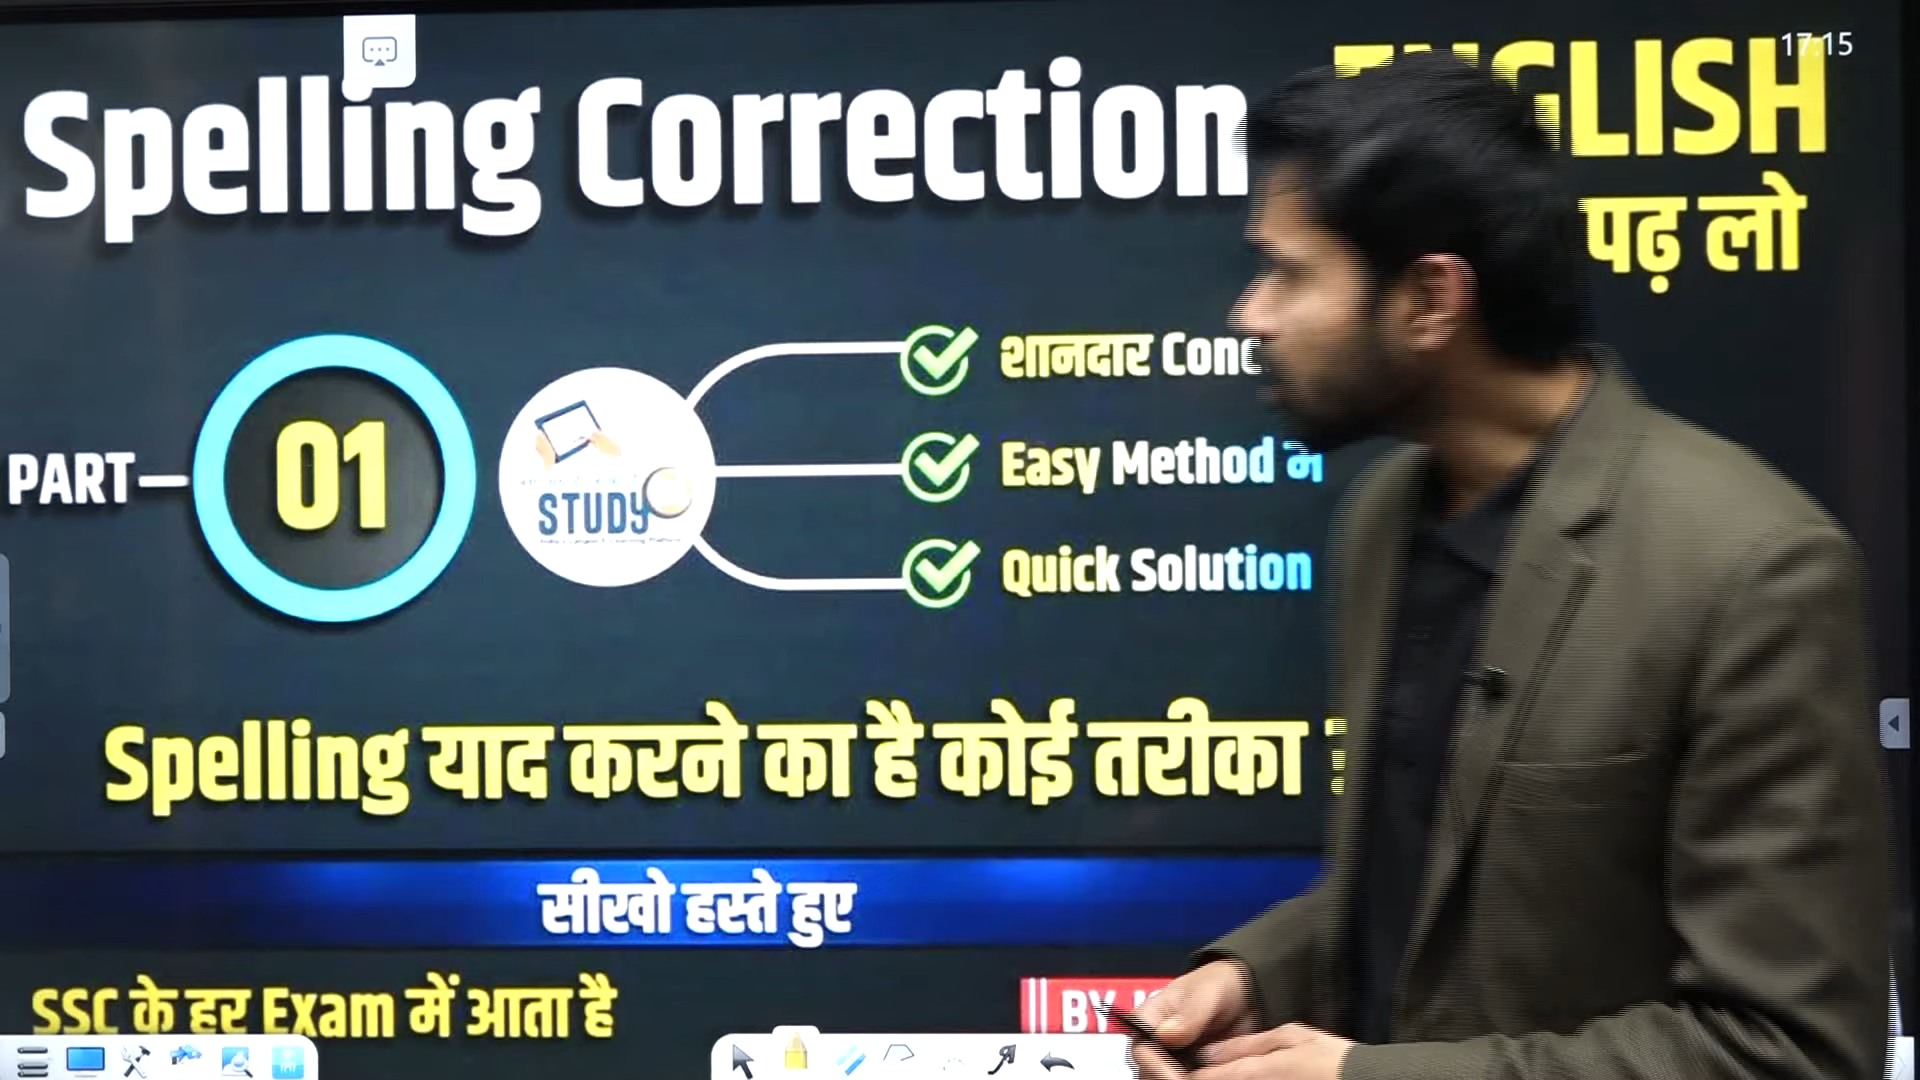 17:15
Spelling Correction
ENGLISH
पढ़ लो
PART
01
STUDY
शानदार
Easy Method में
Quick Solution
Spelling याद करने का है कोई तरीका ?
सीखो हस्ते हुए
SSC के हर Exam में आता है
BY